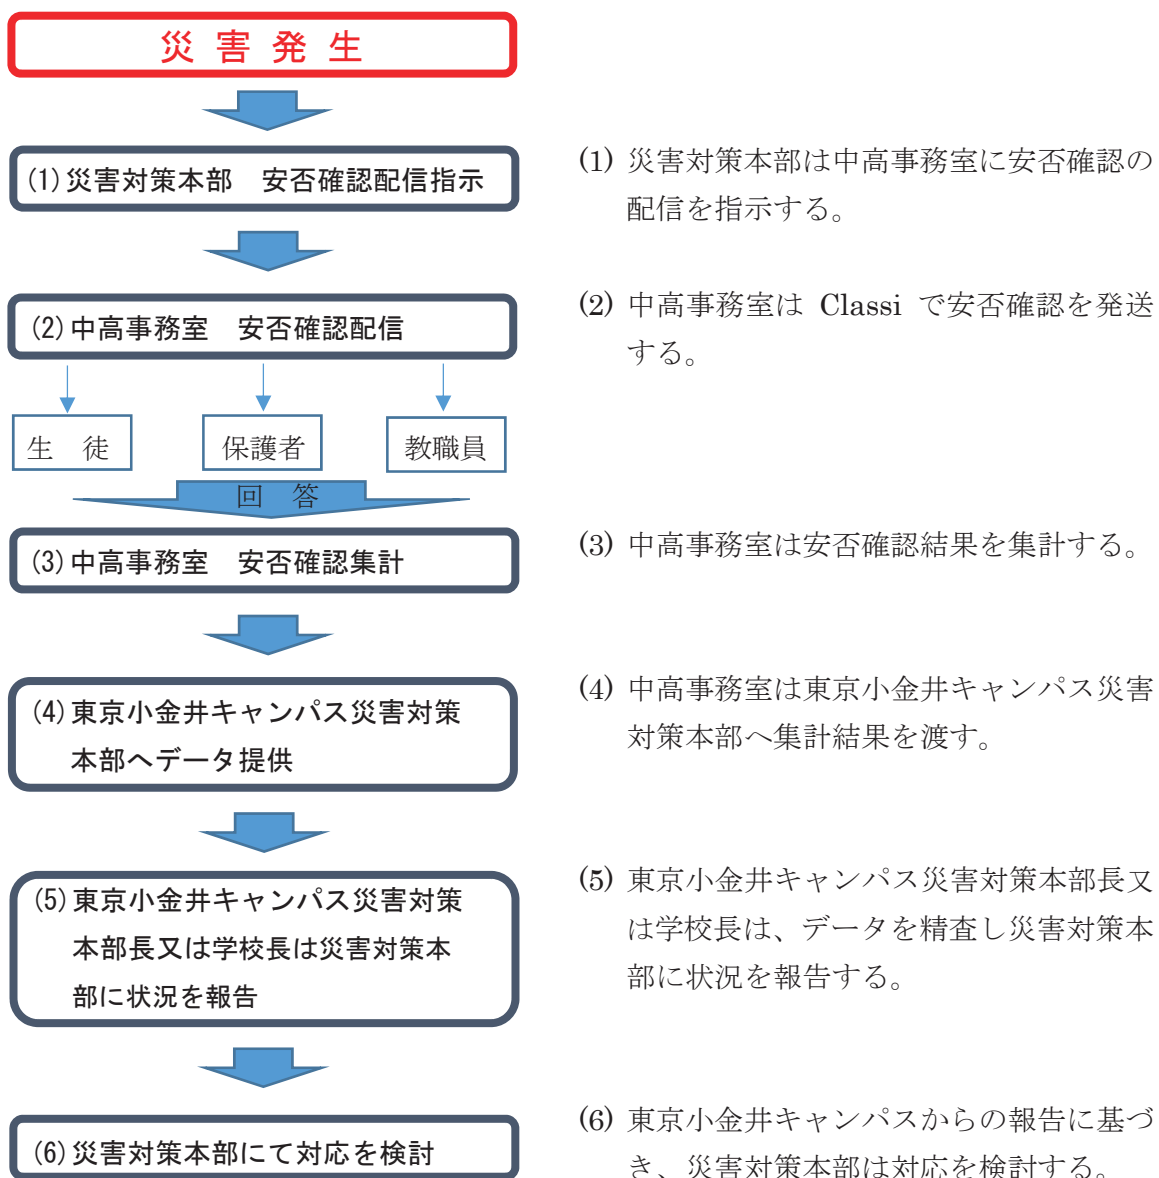 災 害 発 生
(1)災害対策本部　安否確認配信指示
(1) 災害対策本部は中高事務室に安否確認の
配信を指示する。
(2)中高事務室　安否確認配信
(2) 中高事務室は Classi で安否確認を発送
する。
生　徒
保護者
教職員
回　答
(3)中高事務室　安否確認集計
(3) 中高事務室は安否確認結果を集計する。
(4)東京小金井キャンパス災害対策
本部へデータ提供
(4) 中高事務室は東京小金井キャンパス災害
対策本部へ集計結果を渡す。
(5)東京小金井キャンパス災害対策
本部長又は学校長は災害対策本
部に状況を報告
(5) 東京小金井キャンパス災害対策本部長又
は学校長は、データを精査し災害対策本
部に状況を報告する。
(6)災害対策本部にて対応を検討
(6) 東京小金井キャンパスからの報告に基づ
き、災害対策本部は対応を検討する。